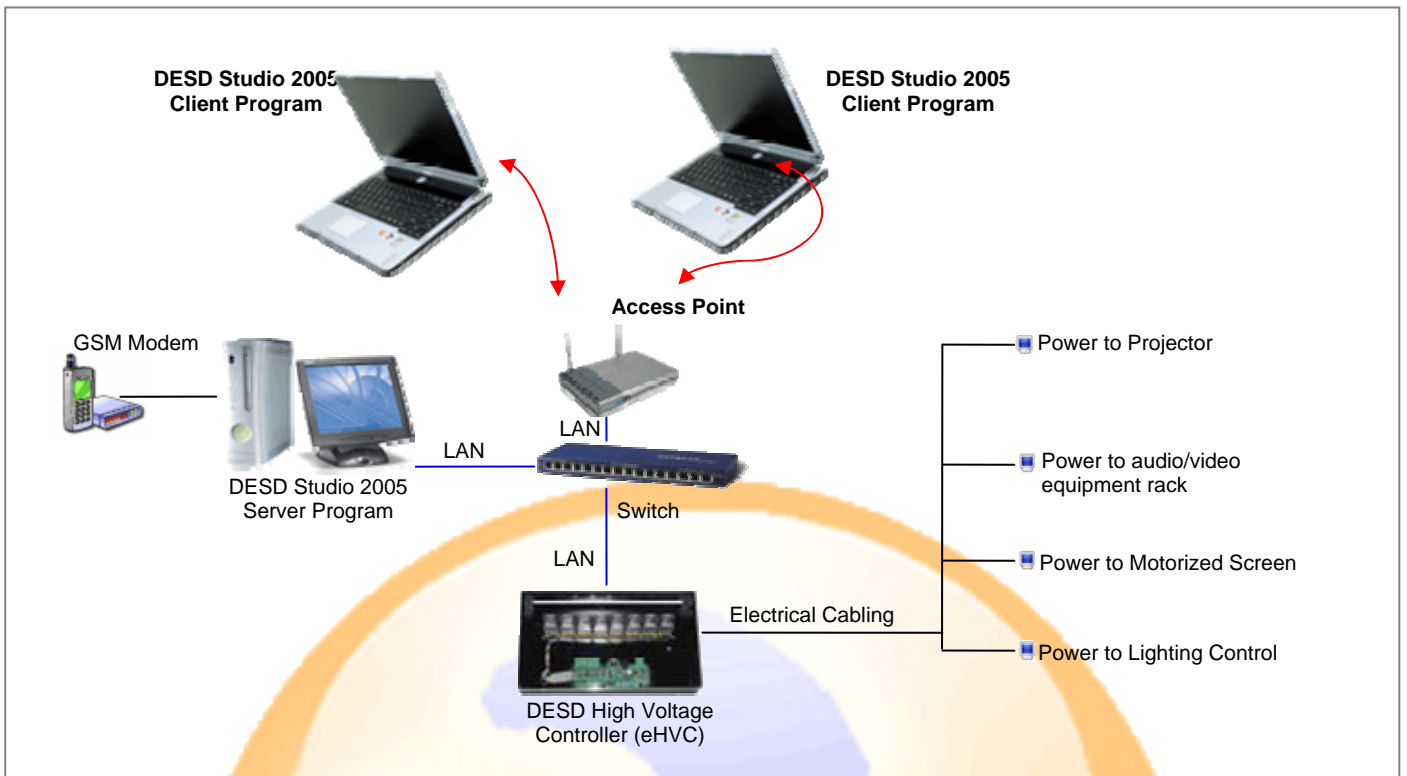 DESD Studio 2005
Client Program
DESD Studio 2005
Client Program
Access Point
GSM Modem
Power to Projector
LAN
LAN
Power to audio/video
equipment rack
DESD Studio 2005
Server Program
Switch
LAN
Power to Motorized Screen
Electrical Cabling
Power to Lighting Control
DESD High Voltage
Controller (eHVC)